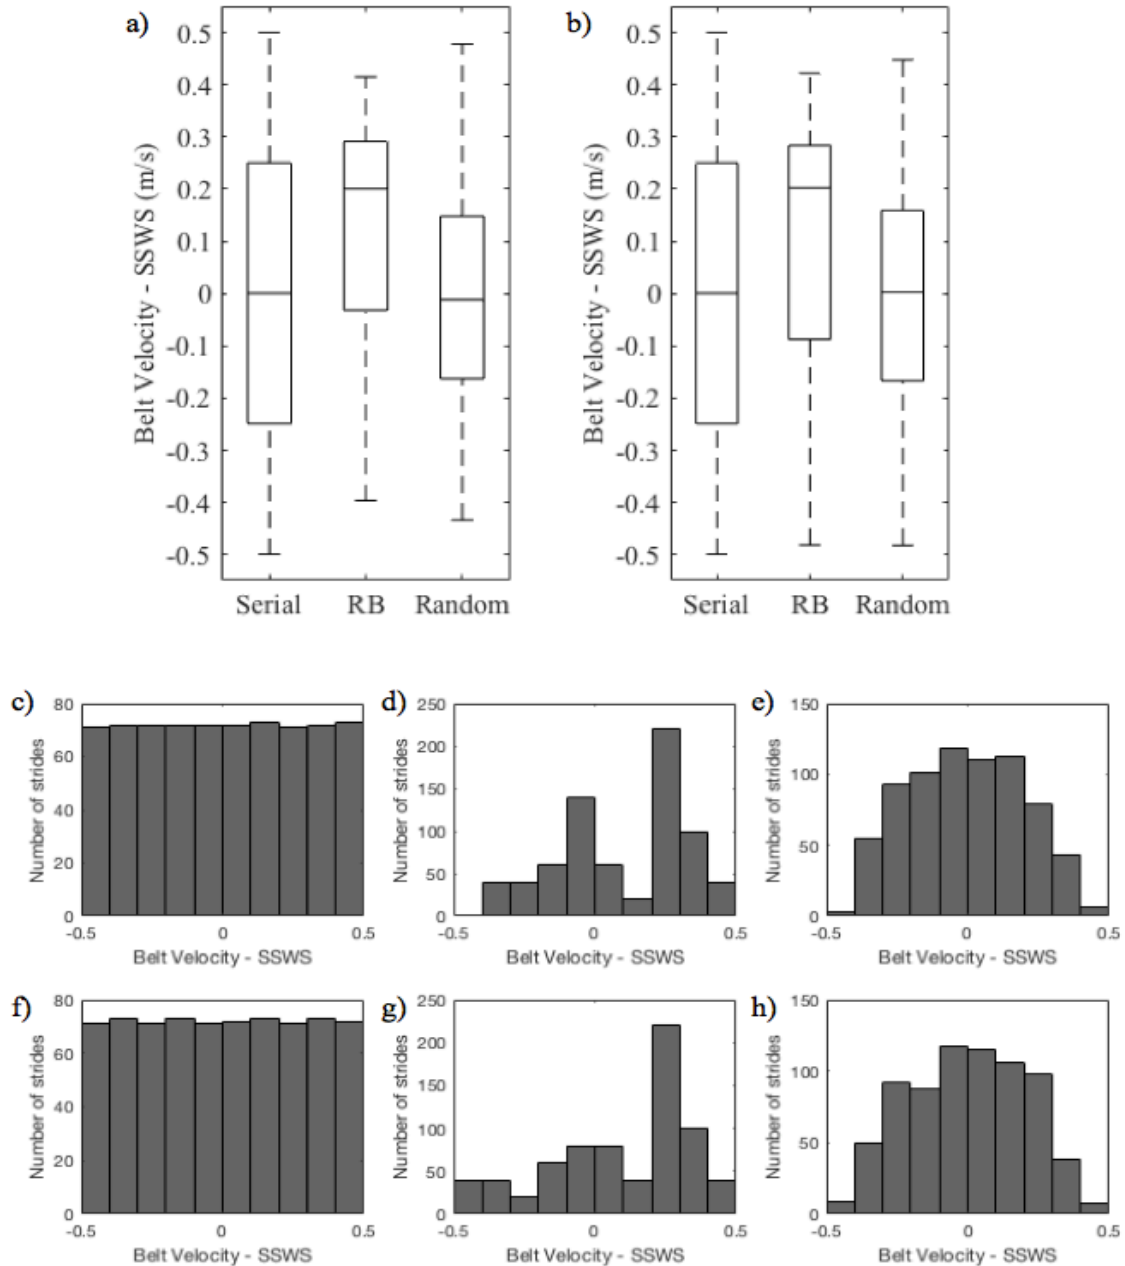 a)
0.5
0.4
0.3
0.2
0.1
0
-0.1
-0.2
-0.3
-0.4
-0.5
Belt Velocity - SSWS (m/s)
Serial RB Random
b)
0.5
0.4
0.3
0.2
0.1
0
-0.1
-0.2
-0.3
-0.4
-0.5
Belt Velocity - SSWS (m/s)
Serial RB Random
c)
80
60
40
20
0
Number of strides
-0.5 0 0.5
Belt Velocity - SSWS
d)
250
200
150
100
50
0
Number of strides
-0.5 0 0.5
Belt Velocity - SSWS
e)
150
100
50
0
Number of strides
-0.5 0 0.5
Belt Velocity - SSWS
f)
80
60
40
20
0
Number of strides
-0.5 0 0.5
Belt Velocity - SSWS
g)
250
200
150
100
50
0
Number of strides
-0.5 0 0.5
Belt Velocity - SSWS
h)
150
100
50
0
Number of strides
-0.5 0 0.5
Belt Velocity - SSWS